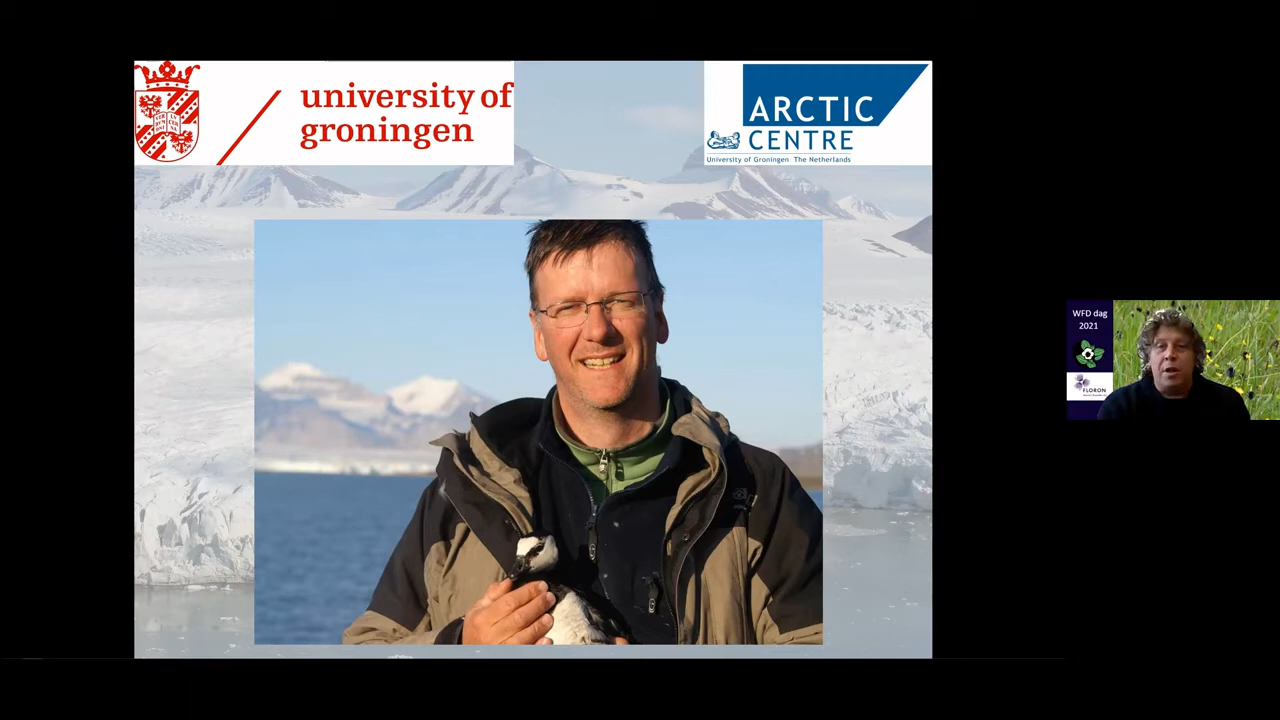 university of
groningen
ARCTIC
CENTRE
University of Groningen The Netherlands
WFD dag
2021
FLORON